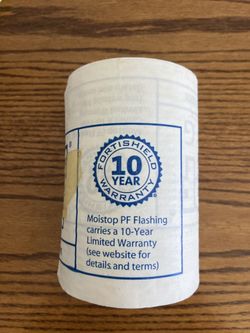 FORTISHIELD
10
YEAR
WARRANTY
Moistop PF Flashing
carries a 10-Year
Limited Warranty
(see website for
details and terms)